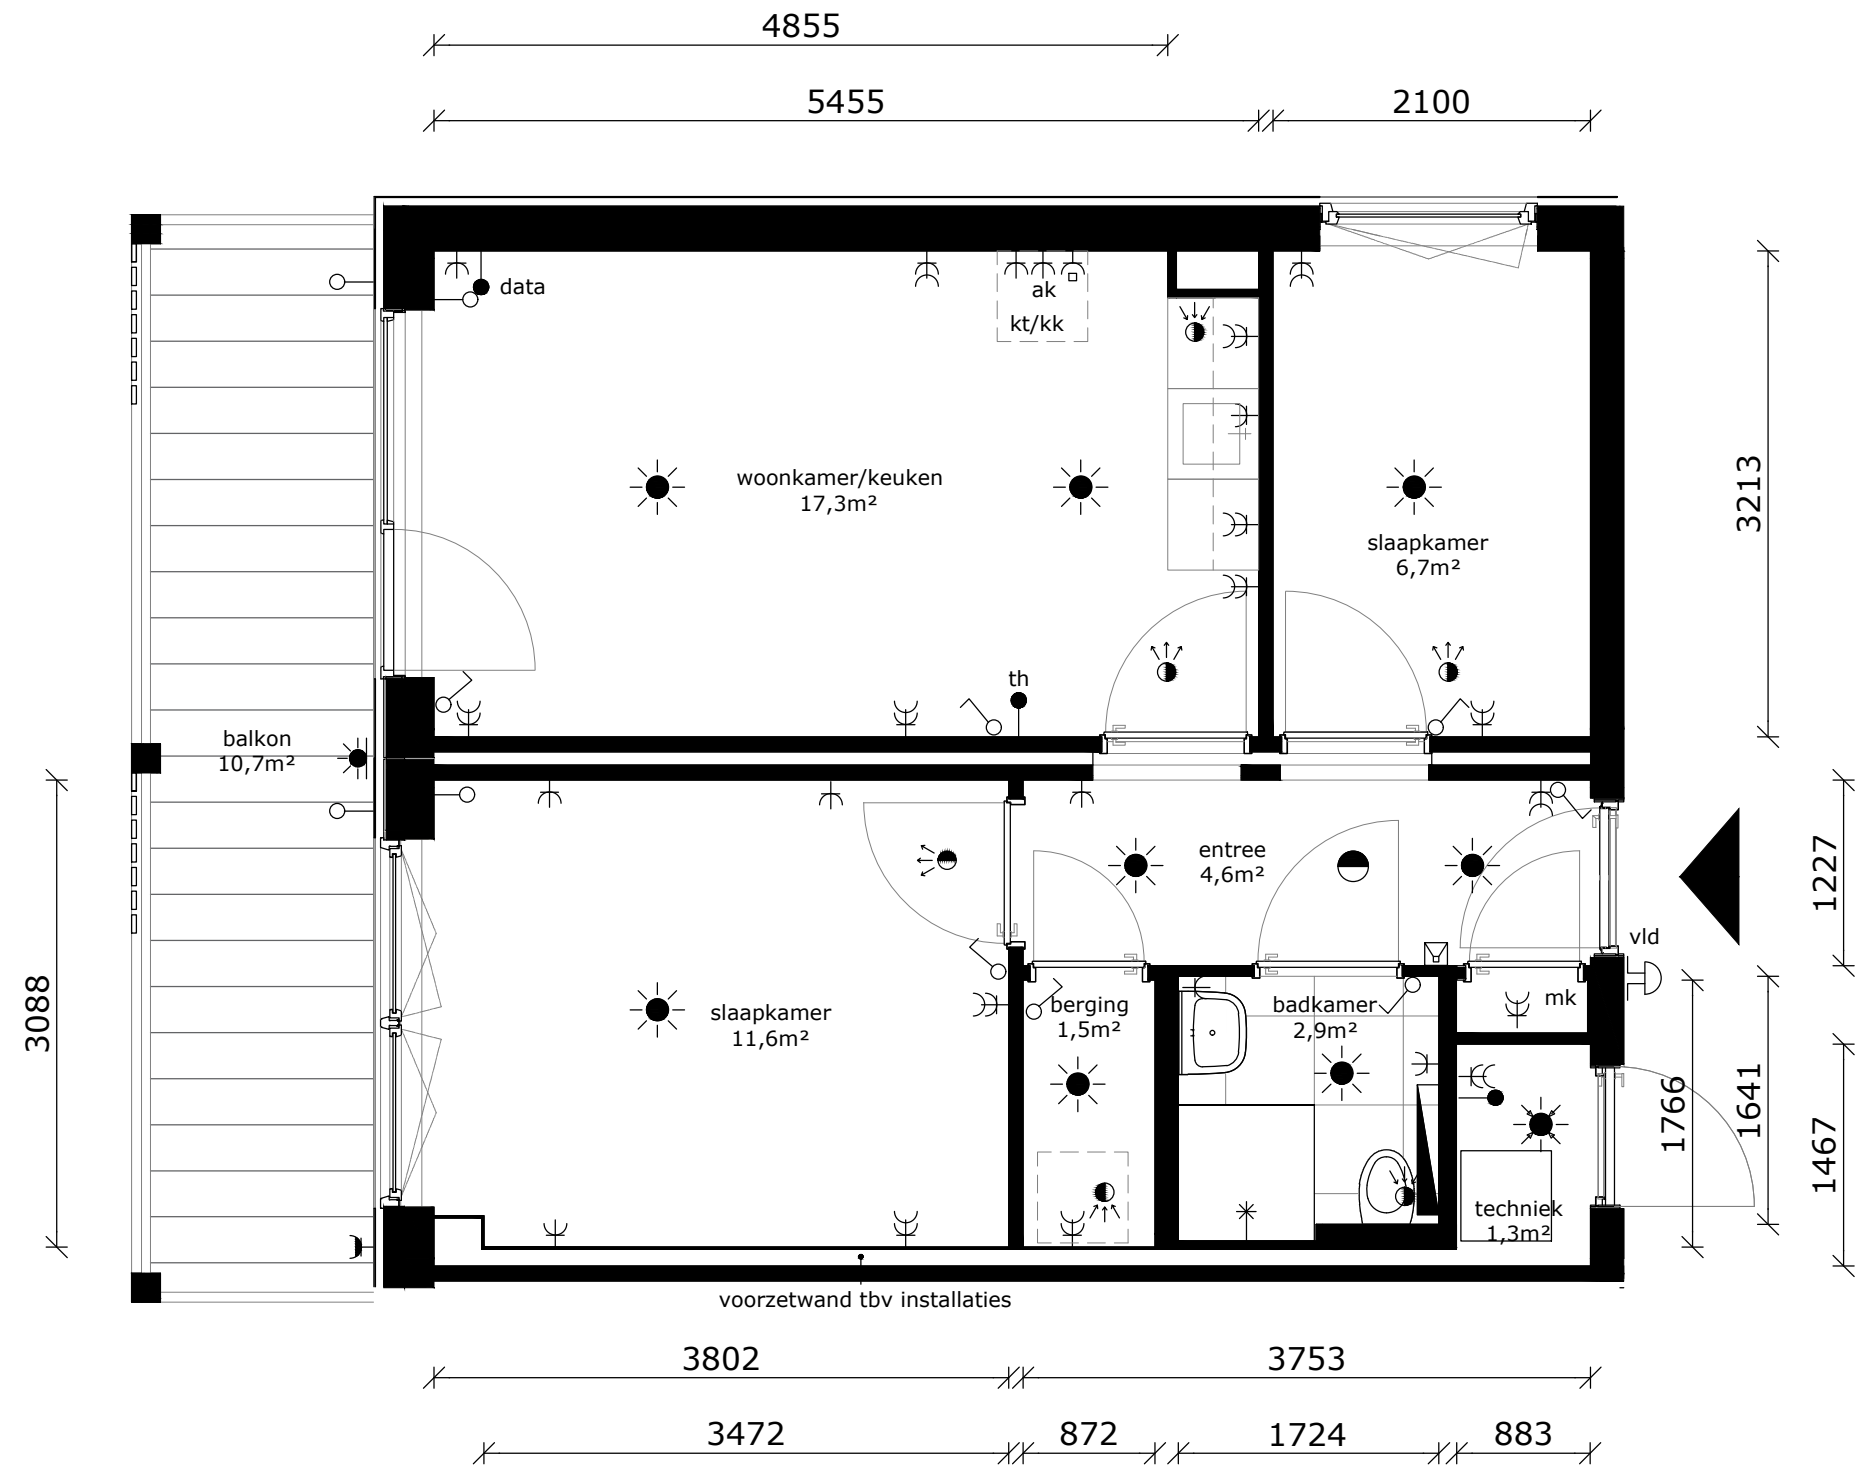 4855
5455
2100
data
ak
kt/kk
woonkamer/keuken
17,3m²
slaapkamer
6,7m²
3213
th
balkon
10,7m²
entree
4,6m²
1227
vld
3088
slaapkamer
11,6m²
berging
1,5m²
badkamer
2,9m²
mk
1766
1641
1467
techniek
1,3m²
voorzetwand tbv installaties
3802
3753
3472
872
1724
883